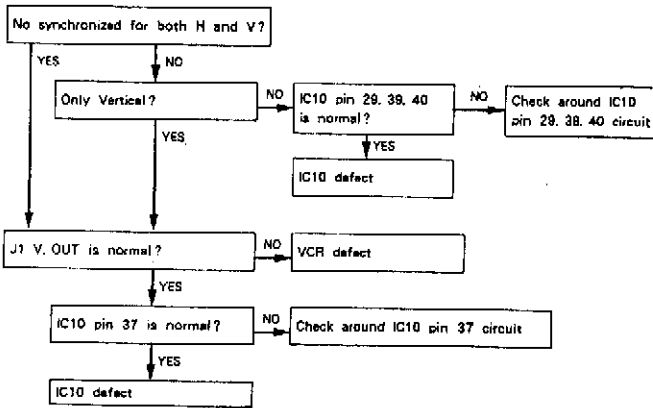 No synchronized for both H and V?
YES
NO
Only Vertical?
NO
IC10 pin 29. 39. 40
is normal?
NO
Check around IC10
pin 29. 39. 40 circuit
YES
YES
IC10 defect
J1 V. OUT is normal?
NO
VCR defect
YES
IC10 pin 37 is normal?
NO
Check around IC10 pin 37 circuit
YES
IC10 defect